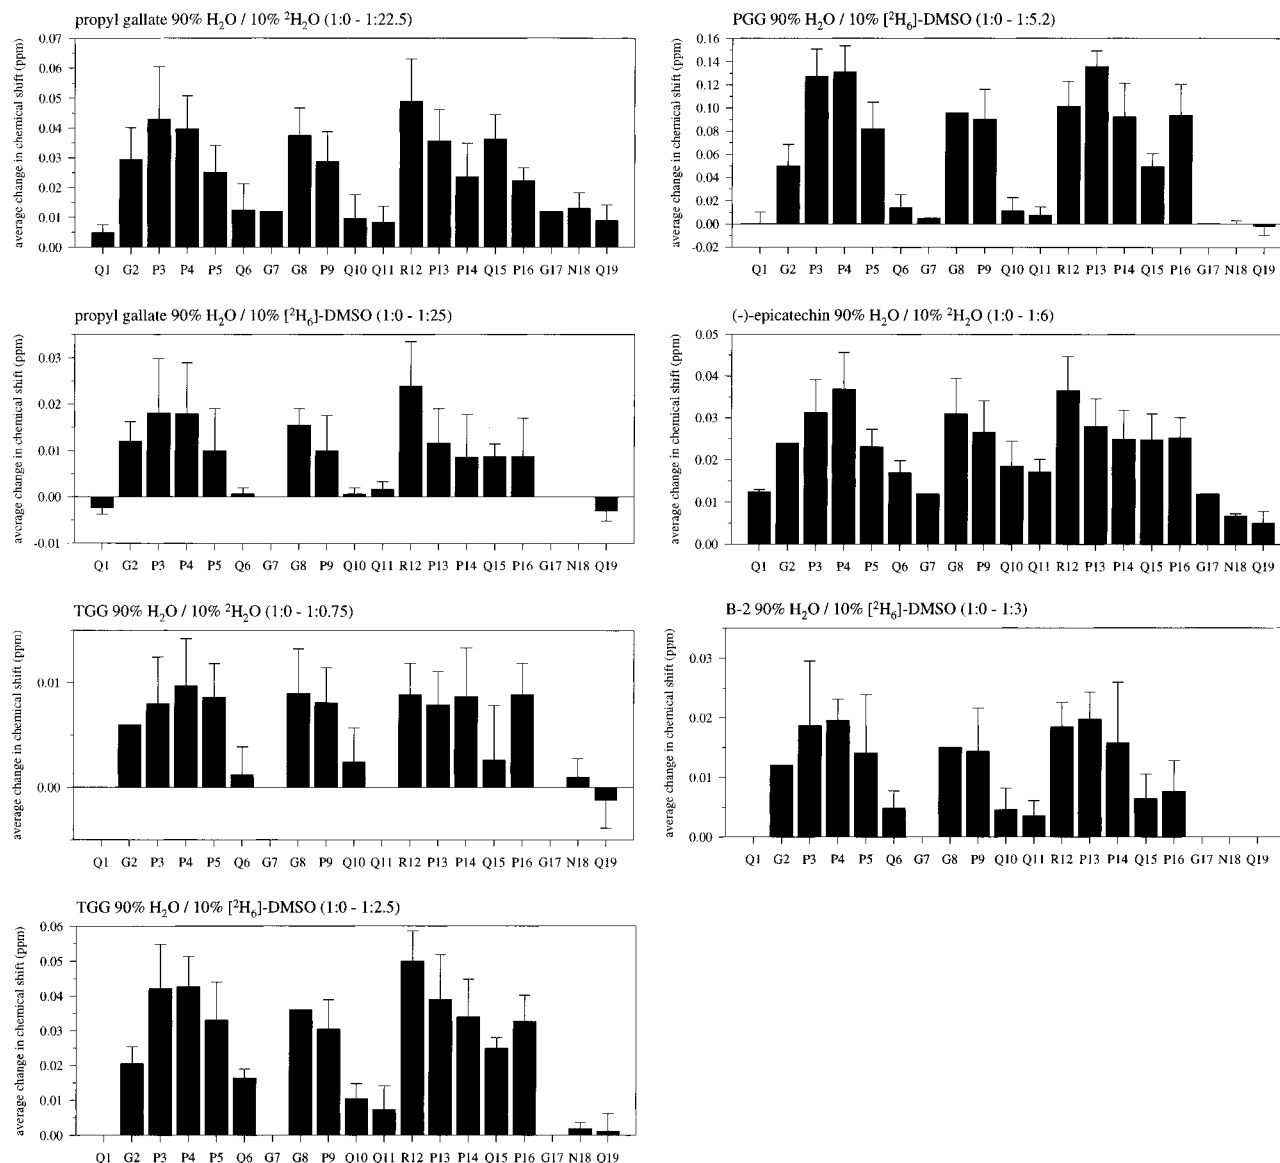 propyl gallate 90% H₂O / 10% ²H₂O (1:0 - 1:22.5)
average change in chemical shift (ppm)
0.07
0.06
0.05
0.04
0.03
0.02
0.01
0.00
Q1 G2 P3 P4 P5 Q6 G7 G8 P9 Q10 Q11 R12 P13 P14 Q15 P16 G17 N18 Q19
PGG 90% H₂O / 10% [²H₆]-DMSO (1:0 - 1:5.2)
average change in chemical shift (ppm)
0.16
0.14
0.12
0.10
0.08
0.06
0.04
0.02
0.00
-0.02
Q1 G2 P3 P4 P5 Q6 G7 G8 P9 Q10 Q11 R12 P13 P14 Q15 P16 G17 N18 Q19
propyl gallate 90% H₂O / 10% [²H₆]-DMSO (1:0 - 1:25)
average change in chemical shift (ppm)
0.03
0.02
0.01
0.00
-0.01
Q1 G2 P3 P4 P5 Q6 G7 G8 P9 Q10 Q11 R12 P13 P14 Q15 P16 G17 N18 Q19
(-)-epicatechin 90% H₂O / 10% ²H₂O (1:0 - 1:6)
average change in chemical shift (ppm)
0.05
0.04
0.03
0.02
0.01
0.00
Q1 G2 P3 P4 P5 Q6 G7 G8 P9 Q10 Q11 R12 P13 P14 Q15 P16 G17 N18 Q19
TGG 90% H₂O / 10% ²H₂O (1:0 - 1:0.75)
average change in chemical shift (ppm)
0.01
0.00
Q1 G2 P3 P4 P5 Q6 G7 G8 P9 Q10 Q11 R12 P13 P14 Q15 P16 G17 N18 Q19
B-2 90% H₂O / 10% [²H₆]-DMSO (1:0 - 1:3)
average change in chemical shift (ppm)
0.03
0.02
0.01
0.00
Q1 G2 P3 P4 P5 Q6 G7 G8 P9 Q10 Q11 R12 P13 P14 Q15 P16 G17 N18 Q19
TGG 90% H₂O / 10% [²H₆]-DMSO (1:0 - 1:2.5)
average change in chemical shift (ppm)
0.06
0.05
0.04
0.03
0.02
0.01
0.00
Q1 G2 P3 P4 P5 Q6 G7 G8 P9 Q10 Q11 R12 P13 P14 Q15 P16 G17 N18 Q19